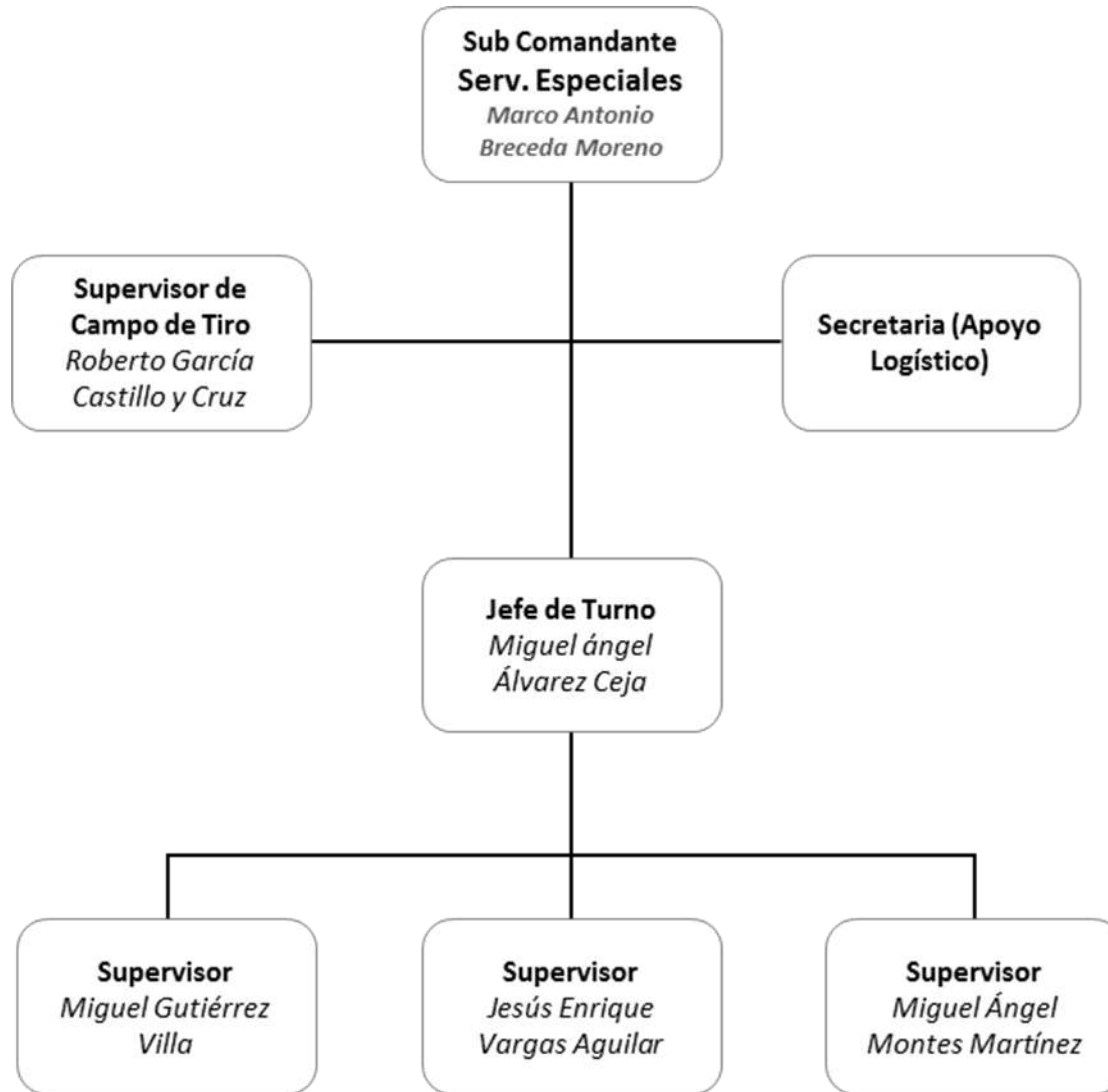 Sub Comandante
Serv. Especiales
Marco Antonio
Breceda Moreno
Supervisor de
Campo de Tiro
Roberto García
Castillo y Cruz
Secretaria (Apoyo
Logístico)
Jefe de Turno
Miguel ángel
Álvarez Ceja
Supervisor
Miguel Gutiérrez
Villa
Supervisor
Jesús Enrique
Vargas Aguilar
Supervisor
Miguel Ángel
Montes Martínez